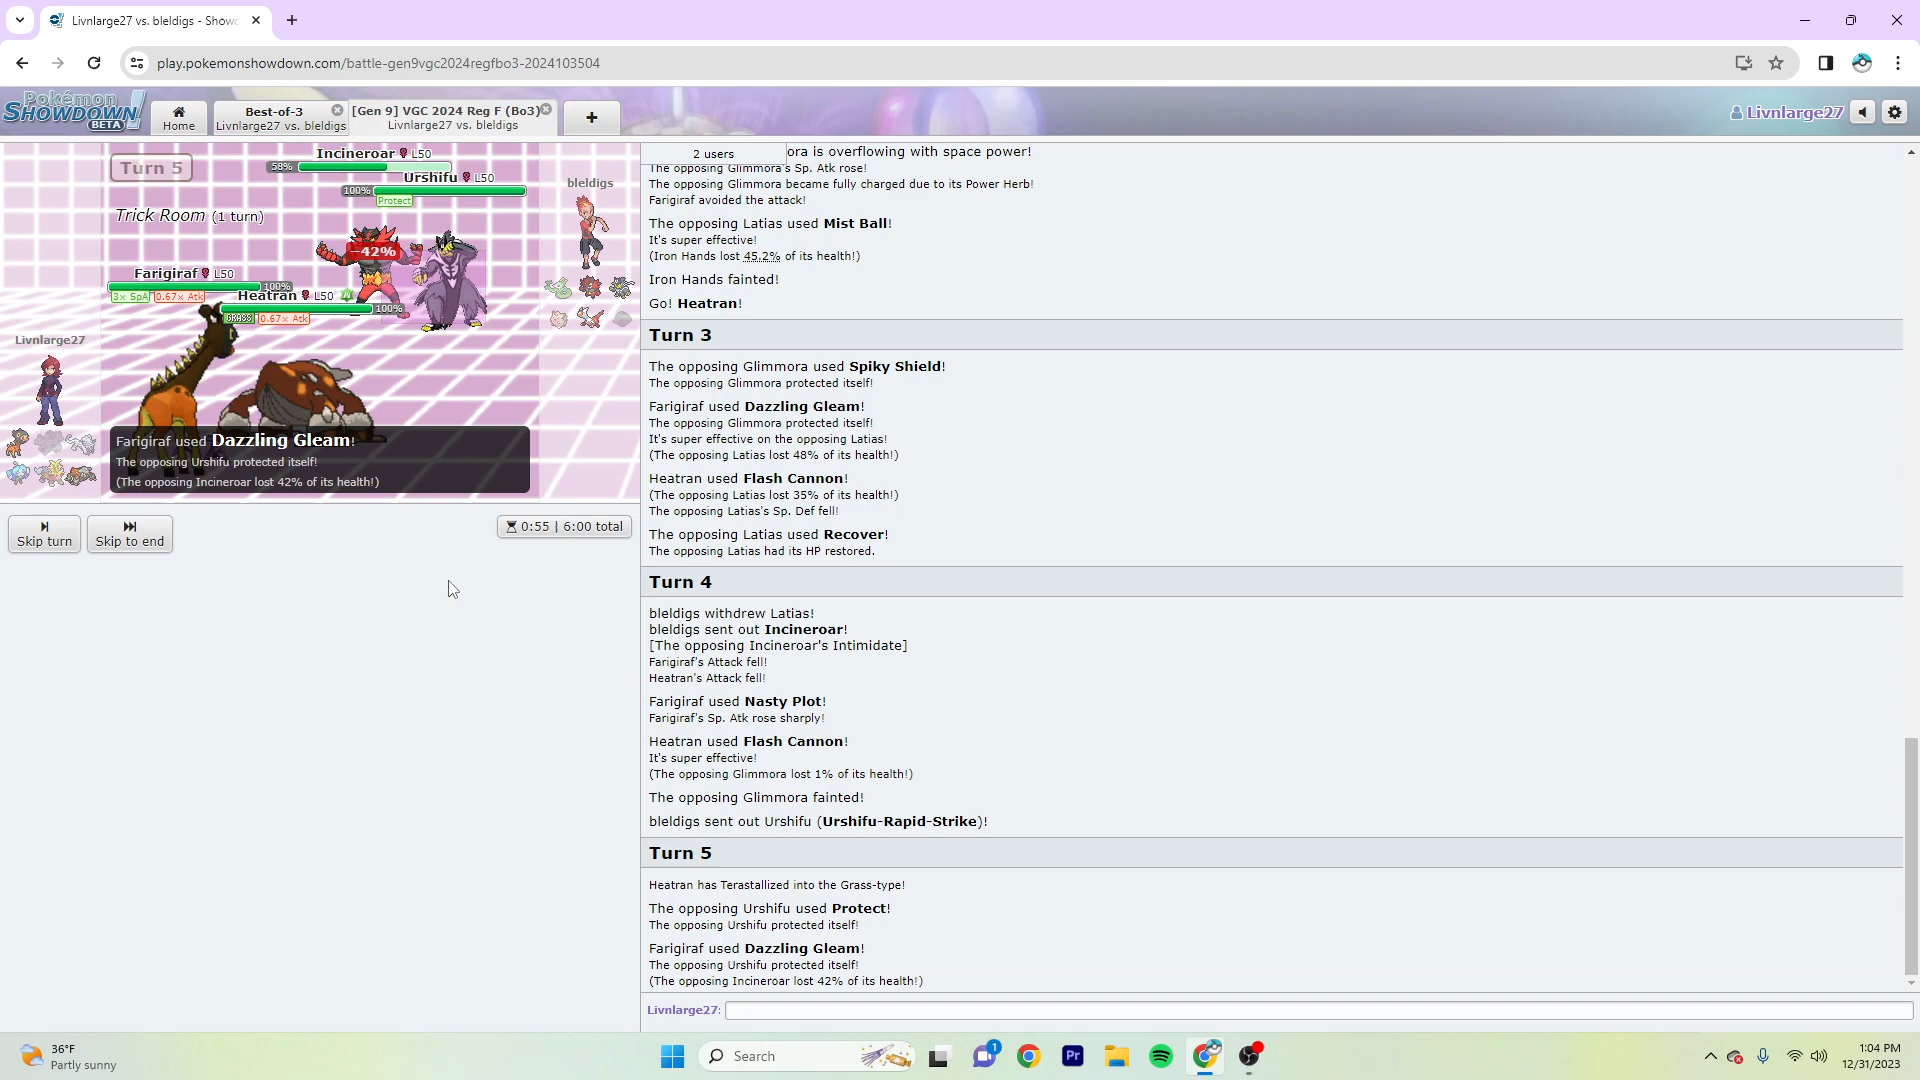 Livnlarge27 vs. bleldigs - Show
play.pokemonshowdown.com/battle-gen9vgc2024regfbo3-2024103504
Pokémon
SHOWDOWN!
BETA
Home
Best-of-3
Livnlarge27 vs. bleldigs
[Gen 9] VGC 2024 Reg F (Bo3)
Livnlarge27 vs. bleldigs
+
Livnlarge27
Turn 5
Incineroar L50
58%
Urshifu L50
100%
Protect
Trick Room (1 turn)
-42%
Farigiraf L50
100%
3× SpA 0.67× Atk
Heatran L50
100%
GRASS 0.67× Atk
bleldigs
Livnlarge27
Farigiraf used Dazzling Gleam!
The opposing Urshifu protected itself!
(The opposing Incineroar lost 42% of its health!)
Skip turn
Skip to end
0:55 | 6:00 total
2 users
ora is overflowing with space power!
The opposing Glimmora's Sp. Atk rose!
The opposing Glimmora became fully charged due to its Power Herb!
Farigiraf avoided the attack!
The opposing Latias used Mist Ball!
It's super effective!
(Iron Hands lost 45.2% of its health!)
Iron Hands fainted!
Go! Heatran!
Turn 3
The opposing Glimmora used Spiky Shield!
The opposing Glimmora protected itself!
Farigiraf used Dazzling Gleam!
The opposing Glimmora protected itself!
It's super effective on the opposing Latias!
(The opposing Latias lost 48% of its health!)
Heatran used Flash Cannon!
(The opposing Latias lost 35% of its health!)
The opposing Latias's Sp. Def fell!
The opposing Latias used Recover!
The opposing Latias had its HP restored.
Turn 4
bleldigs withdrew Latias!
bleldigs sent out Incineroar!
[The opposing Incineroar's Intimidate]
Farigiraf's Attack fell!
Heatran's Attack fell!
Farigiraf used Nasty Plot!
Farigiraf's Sp. Atk rose sharply!
Heatran used Flash Cannon!
It's super effective!
(The opposing Glimmora lost 1% of its health!)
The opposing Glimmora fainted!
bleldigs sent out Urshifu (Urshifu-Rapid-Strike)!
Turn 5
Heatran has Terastallized into the Grass-type!
The opposing Urshifu used Protect!
The opposing Urshifu protected itself!
Farigiraf used Dazzling Gleam!
The opposing Urshifu protected itself!
(The opposing Incineroar lost 42% of its health!)
Livnlarge27:
36°F
Partly sunny
Search
1
Pr
1:04 PM
12/31/2023